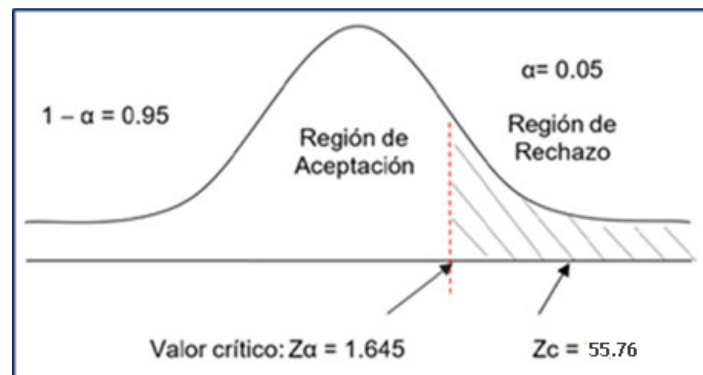 α= 0.05
1 – α = 0.95
Región de
Aceptación
Región de
Rechazo
Valor crítico: Zα = 1.645
Zc = 55.76